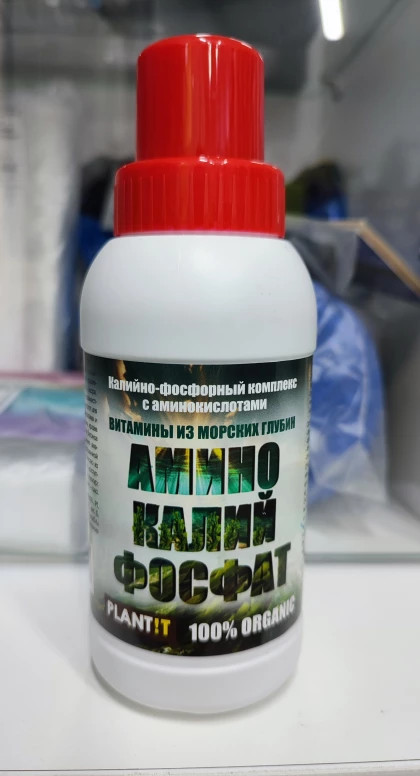 Калийно-фосфорный комплекс
с аминокислотами
ВИТАМИНЫ ИЗ МОРСКИХ ГЛУБИН
АМИНО
КАЛИЙ
ФОСФАТ
PLANT!T
100% ORGANIC